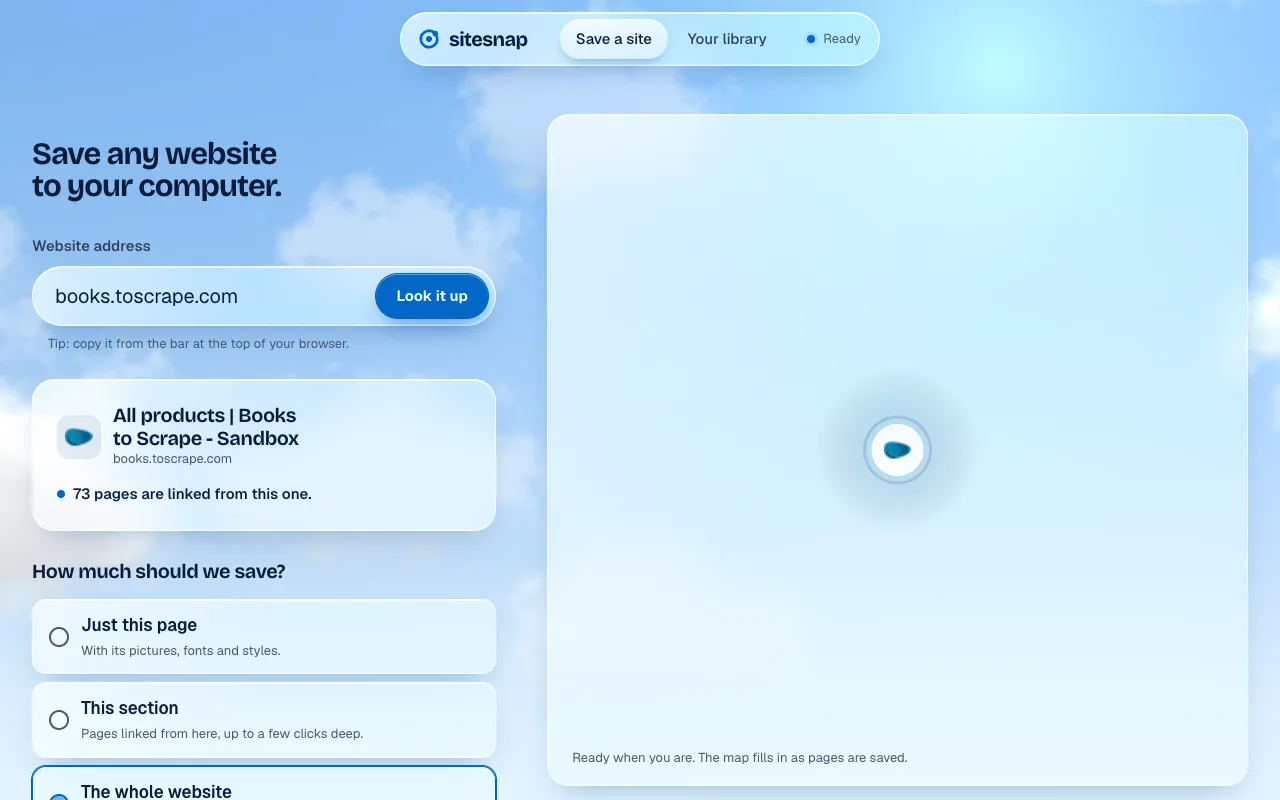 sitesnap
Save a site
Your library
Ready
Save any website
to your computer.
Website address
books.toscrape.com
Look it up
Tip: copy it from the bar at the top of your browser.
All products | Books
to Scrape - Sandbox
books.toscrape.com
73 pages are linked from this one.
How much should we save?
Just this page
With its pictures, fonts and styles.
This section
Pages linked from here, up to a few clicks deep.
The whole website
Ready when you are. The map fills in as pages are saved.